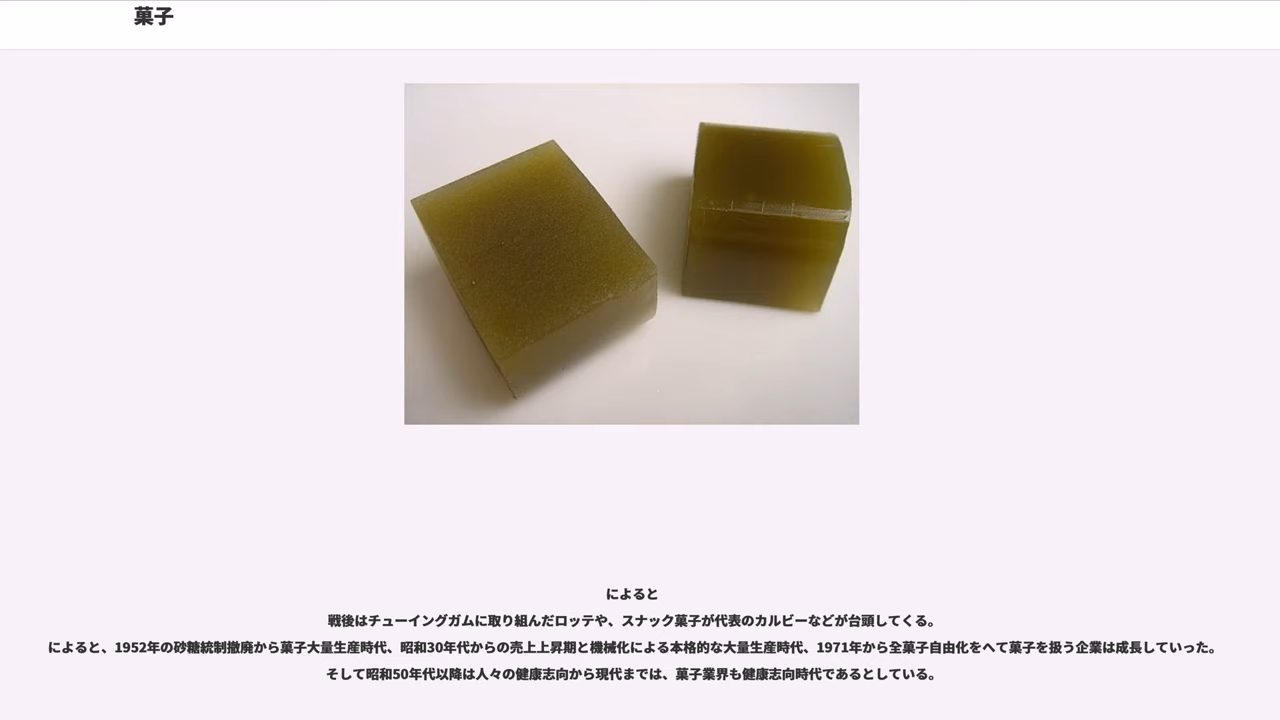 菓子
によると
戦後はチューイングガムに取り組んだロッテや、スナック菓子が代表のカルビーなどが台頭してくる。
によると、1952年の砂糖統制撤廃から菓子大量生産時代、昭和30年代からの売上上昇期と機械化による本格的な大量生産時代、1971年から全菓子自由化をへて菓子を扱う企業は成長していった。
そして昭和50年代以降は人々の健康志向から現代までは、菓子業界も健康志向時代であるとしている。